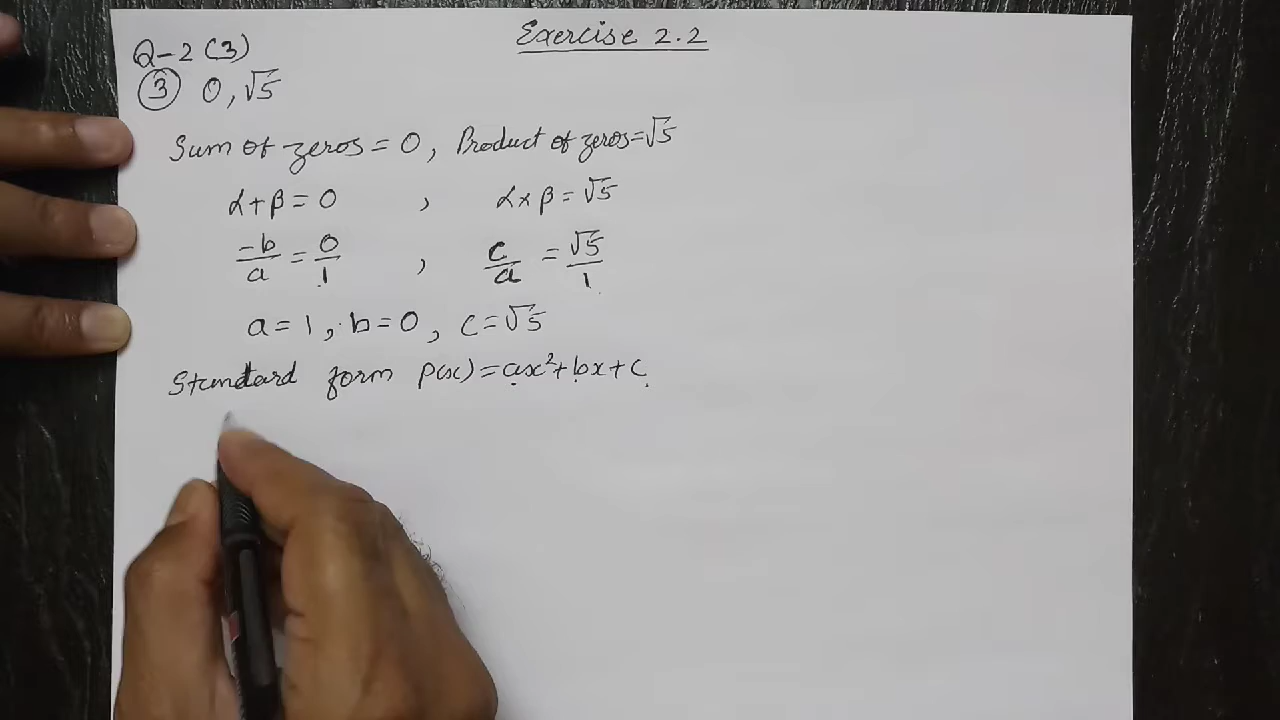 Exercise 2.2
Q-2 (3)
③ 0, √5
Sum of zeros = 0, Product of zeros = √5
α + β = 0 , α × β = √5
-b/a = 0/1 , c/a = √5/1
a = 1, b = 0, c = √5
Standard form p(x) = ax² + bx + c